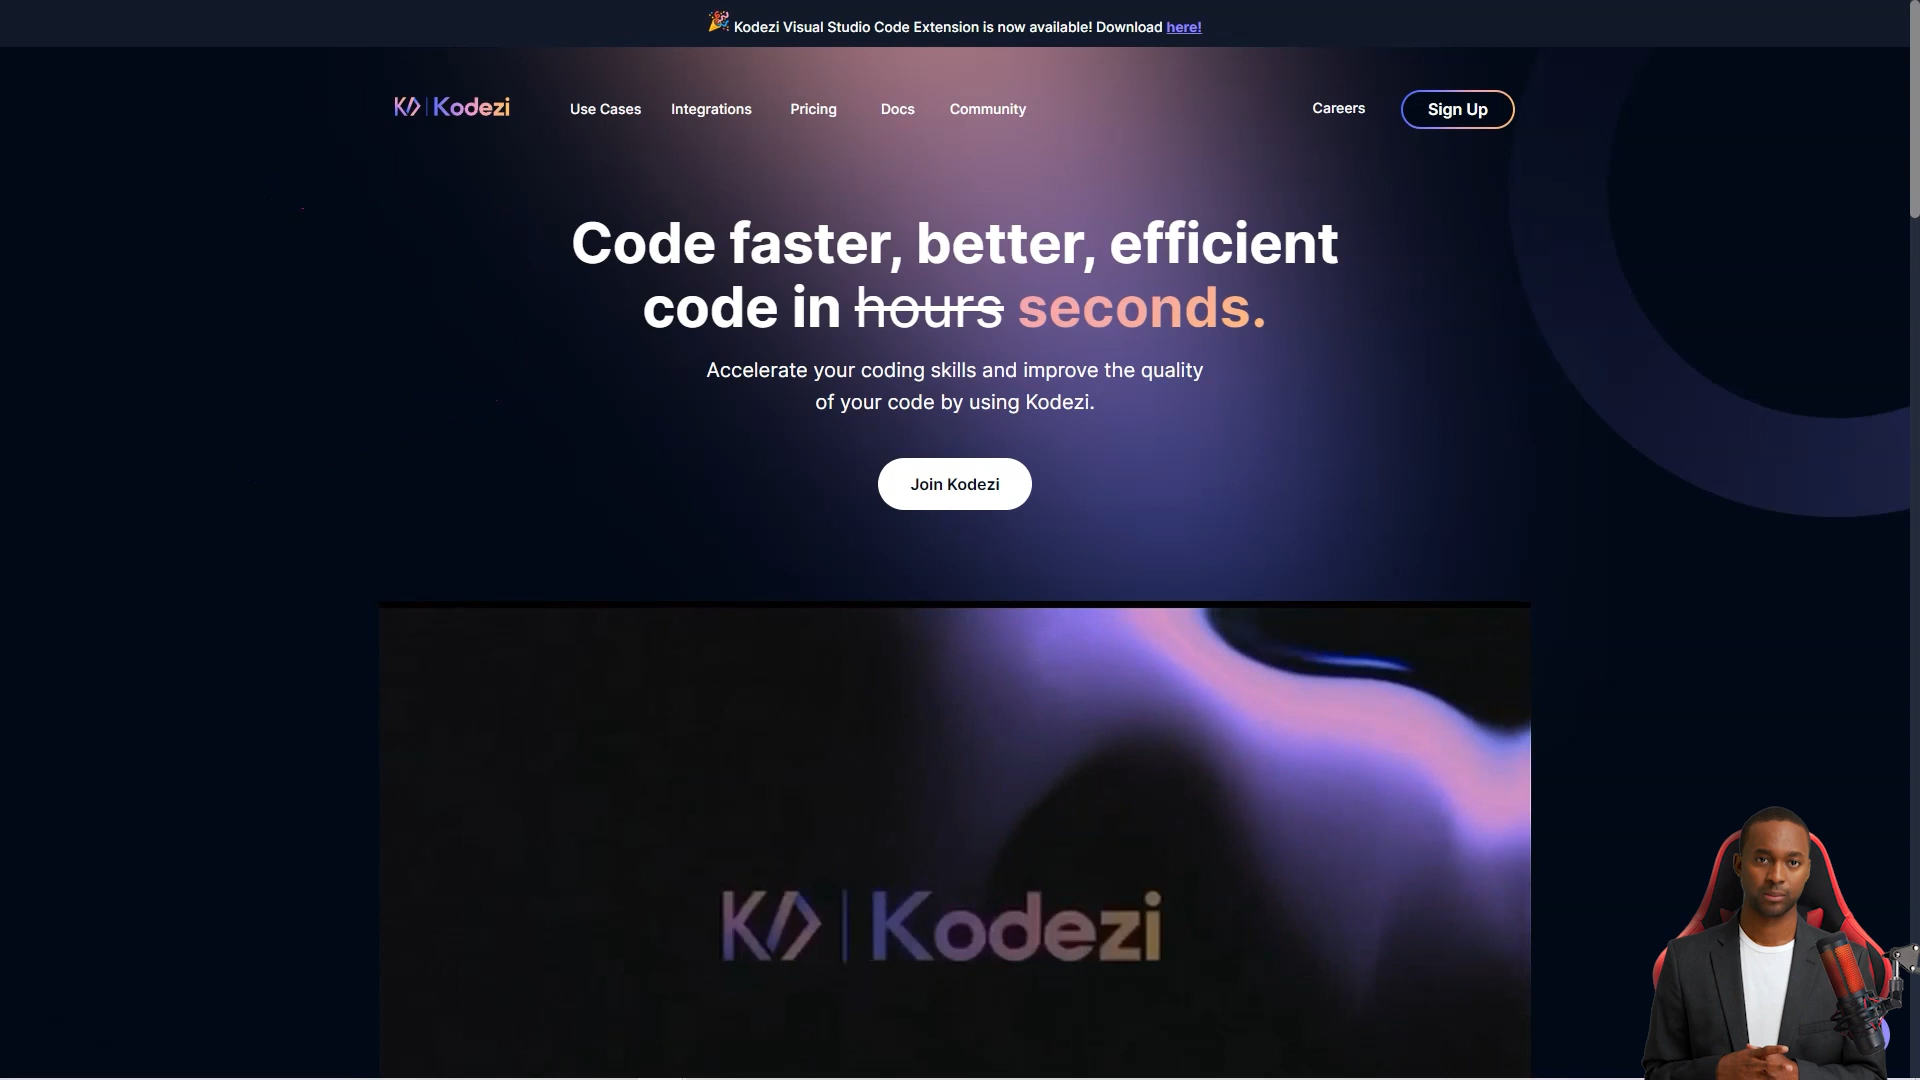 Kodezi Visual Studio Code Extension is now available! Download here!
K/> | Kodezi
Use Cases
Integrations
Pricing
Docs
Community
Careers
Sign Up
Code faster, better, efficient
code in hours seconds.
Accelerate your coding skills and improve the quality
of your code by using Kodezi.
Join Kodezi
K/> | Kodezi